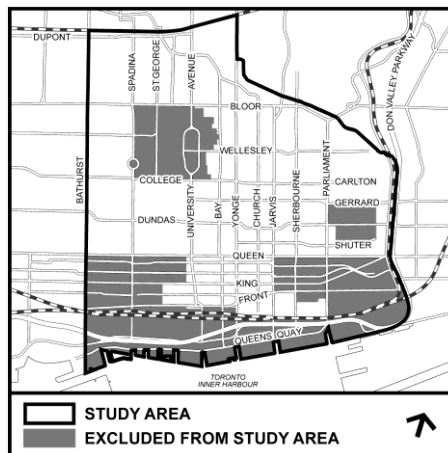 DUPONT
SPADINA
ST GEORGE
AVENUE
DON VALLEY PARKWAY
BLOOR
BATHURST
WELLESLEY
COLLEGE
CARLTON
UNIVERSITY
BAY
YONGE
CHURCH
JARVIS
SHERBOURNE
PARLIAMENT
GERRARD
DUNDAS
SHUTER
QUEEN
KING
FRONT
QUEENS QUAY
TORONTO
INNER HARBOUR
STUDY AREA
EXCLUDED FROM STUDY AREA